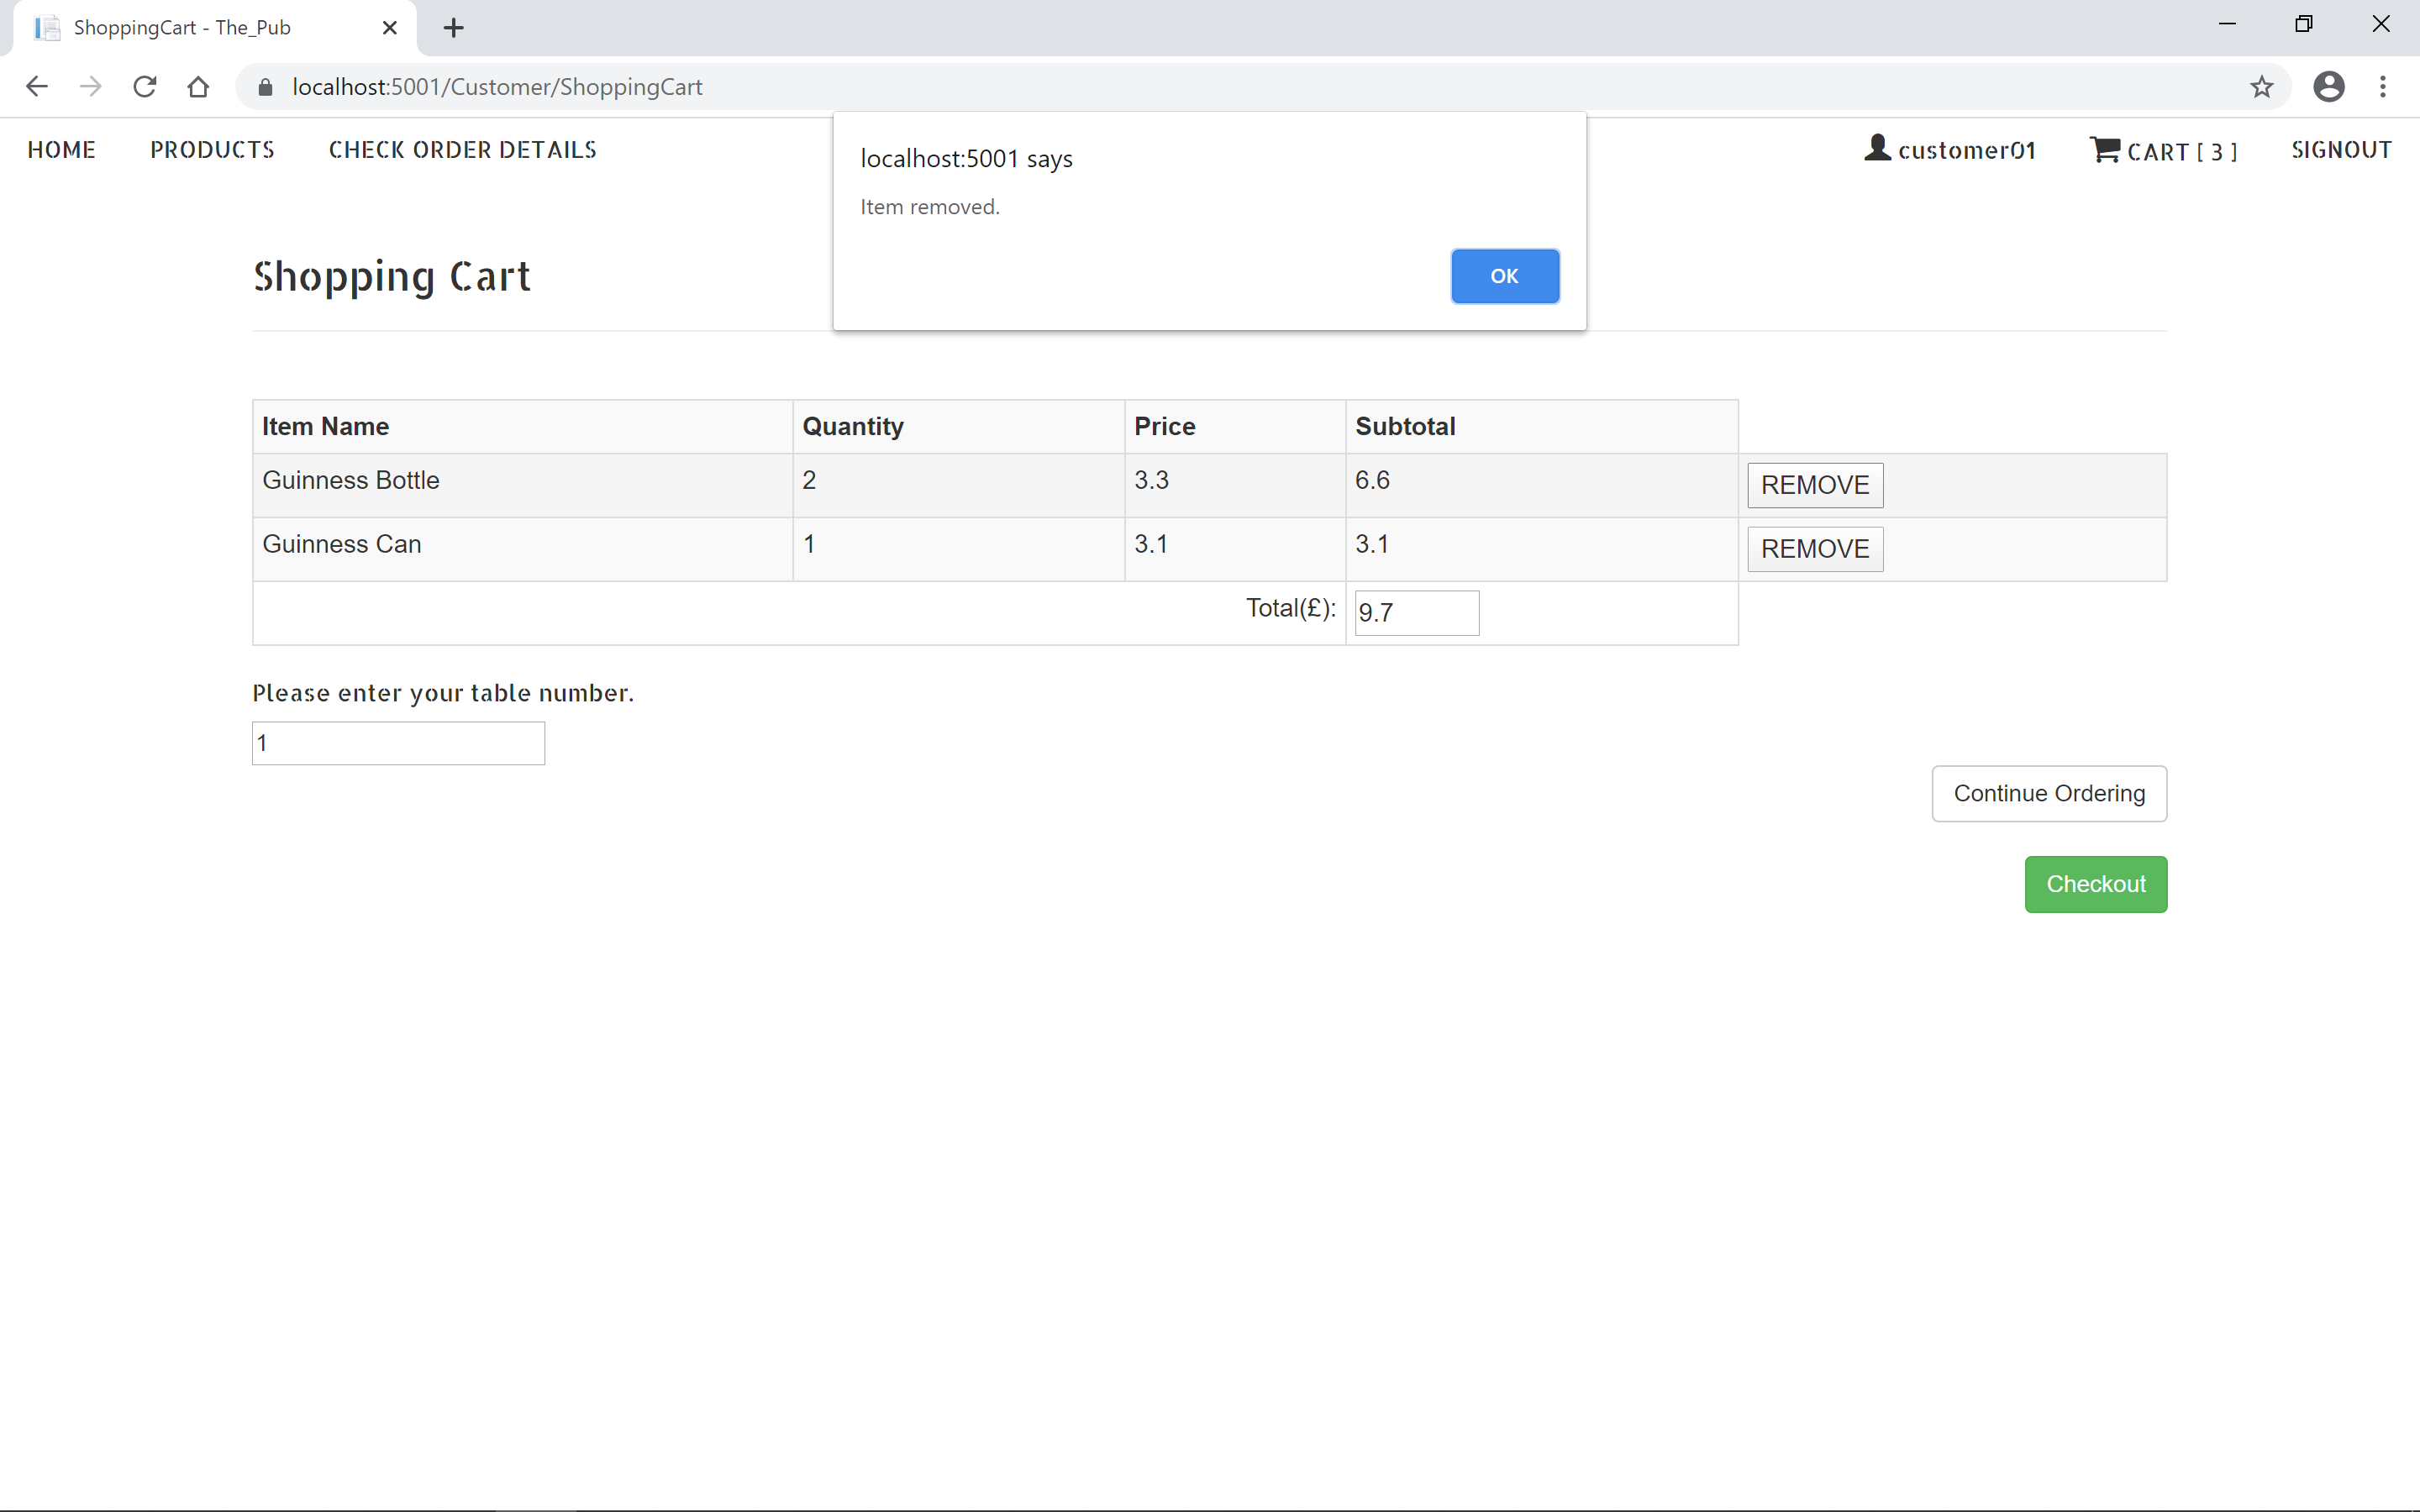 ShoppingCart - The_Pub
localhost:5001/Customer/ShoppingCart
HOME PRODUCTS CHECK ORDER DETAILS customer01 CART [ 3 ] SIGNOUT
localhost:5001 says
Item removed.
OK
Shopping Cart
Item Name Quantity Price Subtotal
Guinness Bottle 2 3.3 6.6 REMOVE
Guinness Can 1 3.1 3.1 REMOVE
Total(£): 9.7
Please enter your table number.
1
Continue Ordering
Checkout